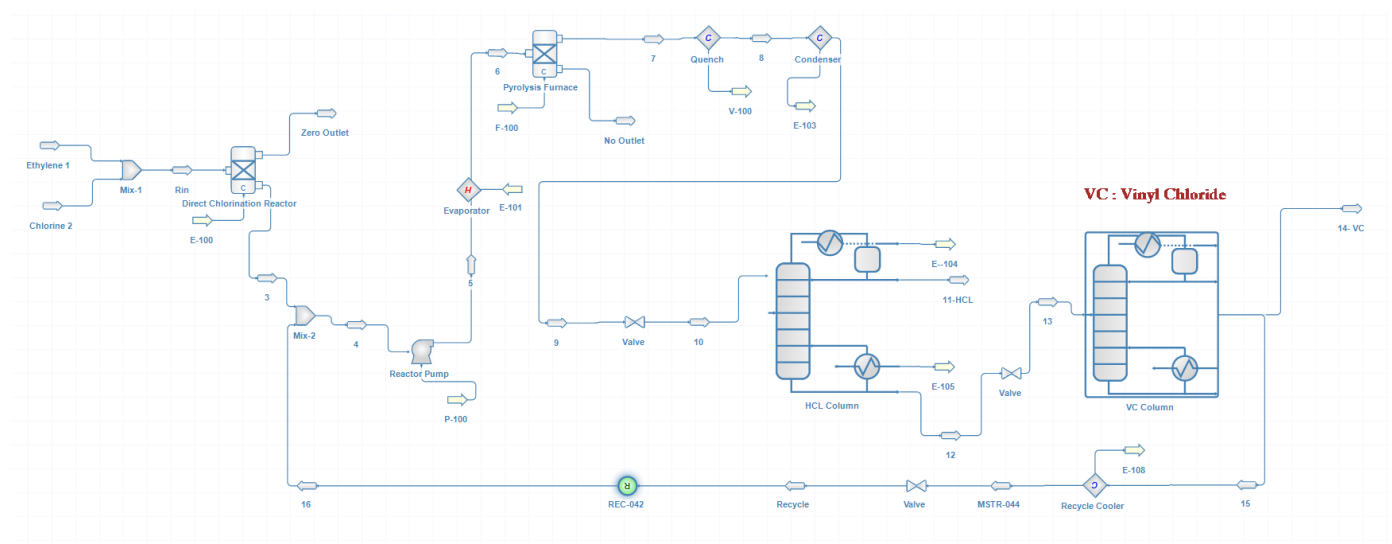 7
8
Quench
Condenser
6
Pyrolysis Furnace
C
C
C
V-100
E-103
F-100
No Outlet
Zero Outlet
Ethylene 1
Mix-1
Rin
C
Direct Chlorination Reactor
Chlorine 2
E-100
H
Evaporator
E-101
VC : Vinyl Chloride
14- VC
E--104
11-HCL
5
3
Mix-2
4
Reactor Pump
P-100
9
Valve
10
E-105
HCL Column
12
13
Valve
VC Column
E-108
16
R
REC-042
Recycle
Valve
MSTR-044
C
Recycle Cooler
15